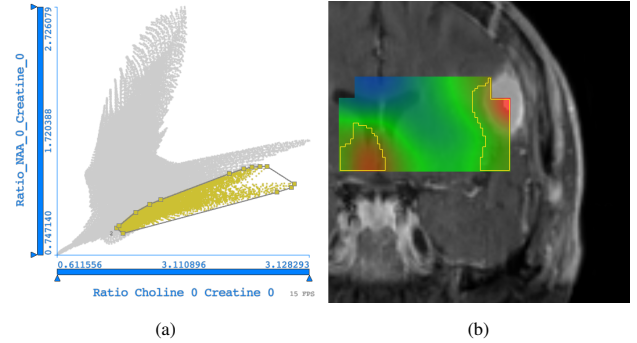 2.726079
Ratio_NAA_0_Creatine_0
1.720388
0.747140
0.611556 3.110896 3.128293
Ratio Choline 0 Creatine 0 15 FPS
(a) (b)